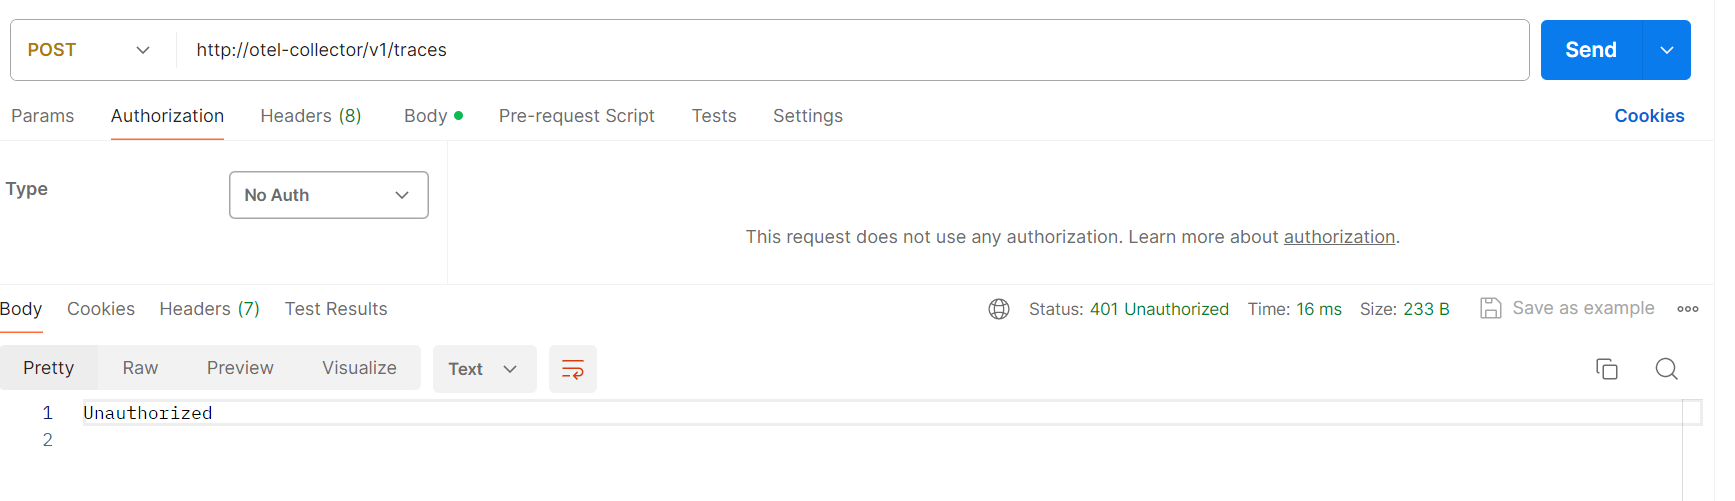 POST http://otel-collector/v1/traces Send
Params Authorization Headers (8) Body Pre-request Script Tests Settings Cookies
Type No Auth
This request does not use any authorization. Learn more about authorization.
Body Cookies Headers (7) Test Results Status: 401 Unauthorized Time: 16 ms Size: 233 B Save as example
Pretty Raw Preview Visualize Text
1 Unauthorized
2